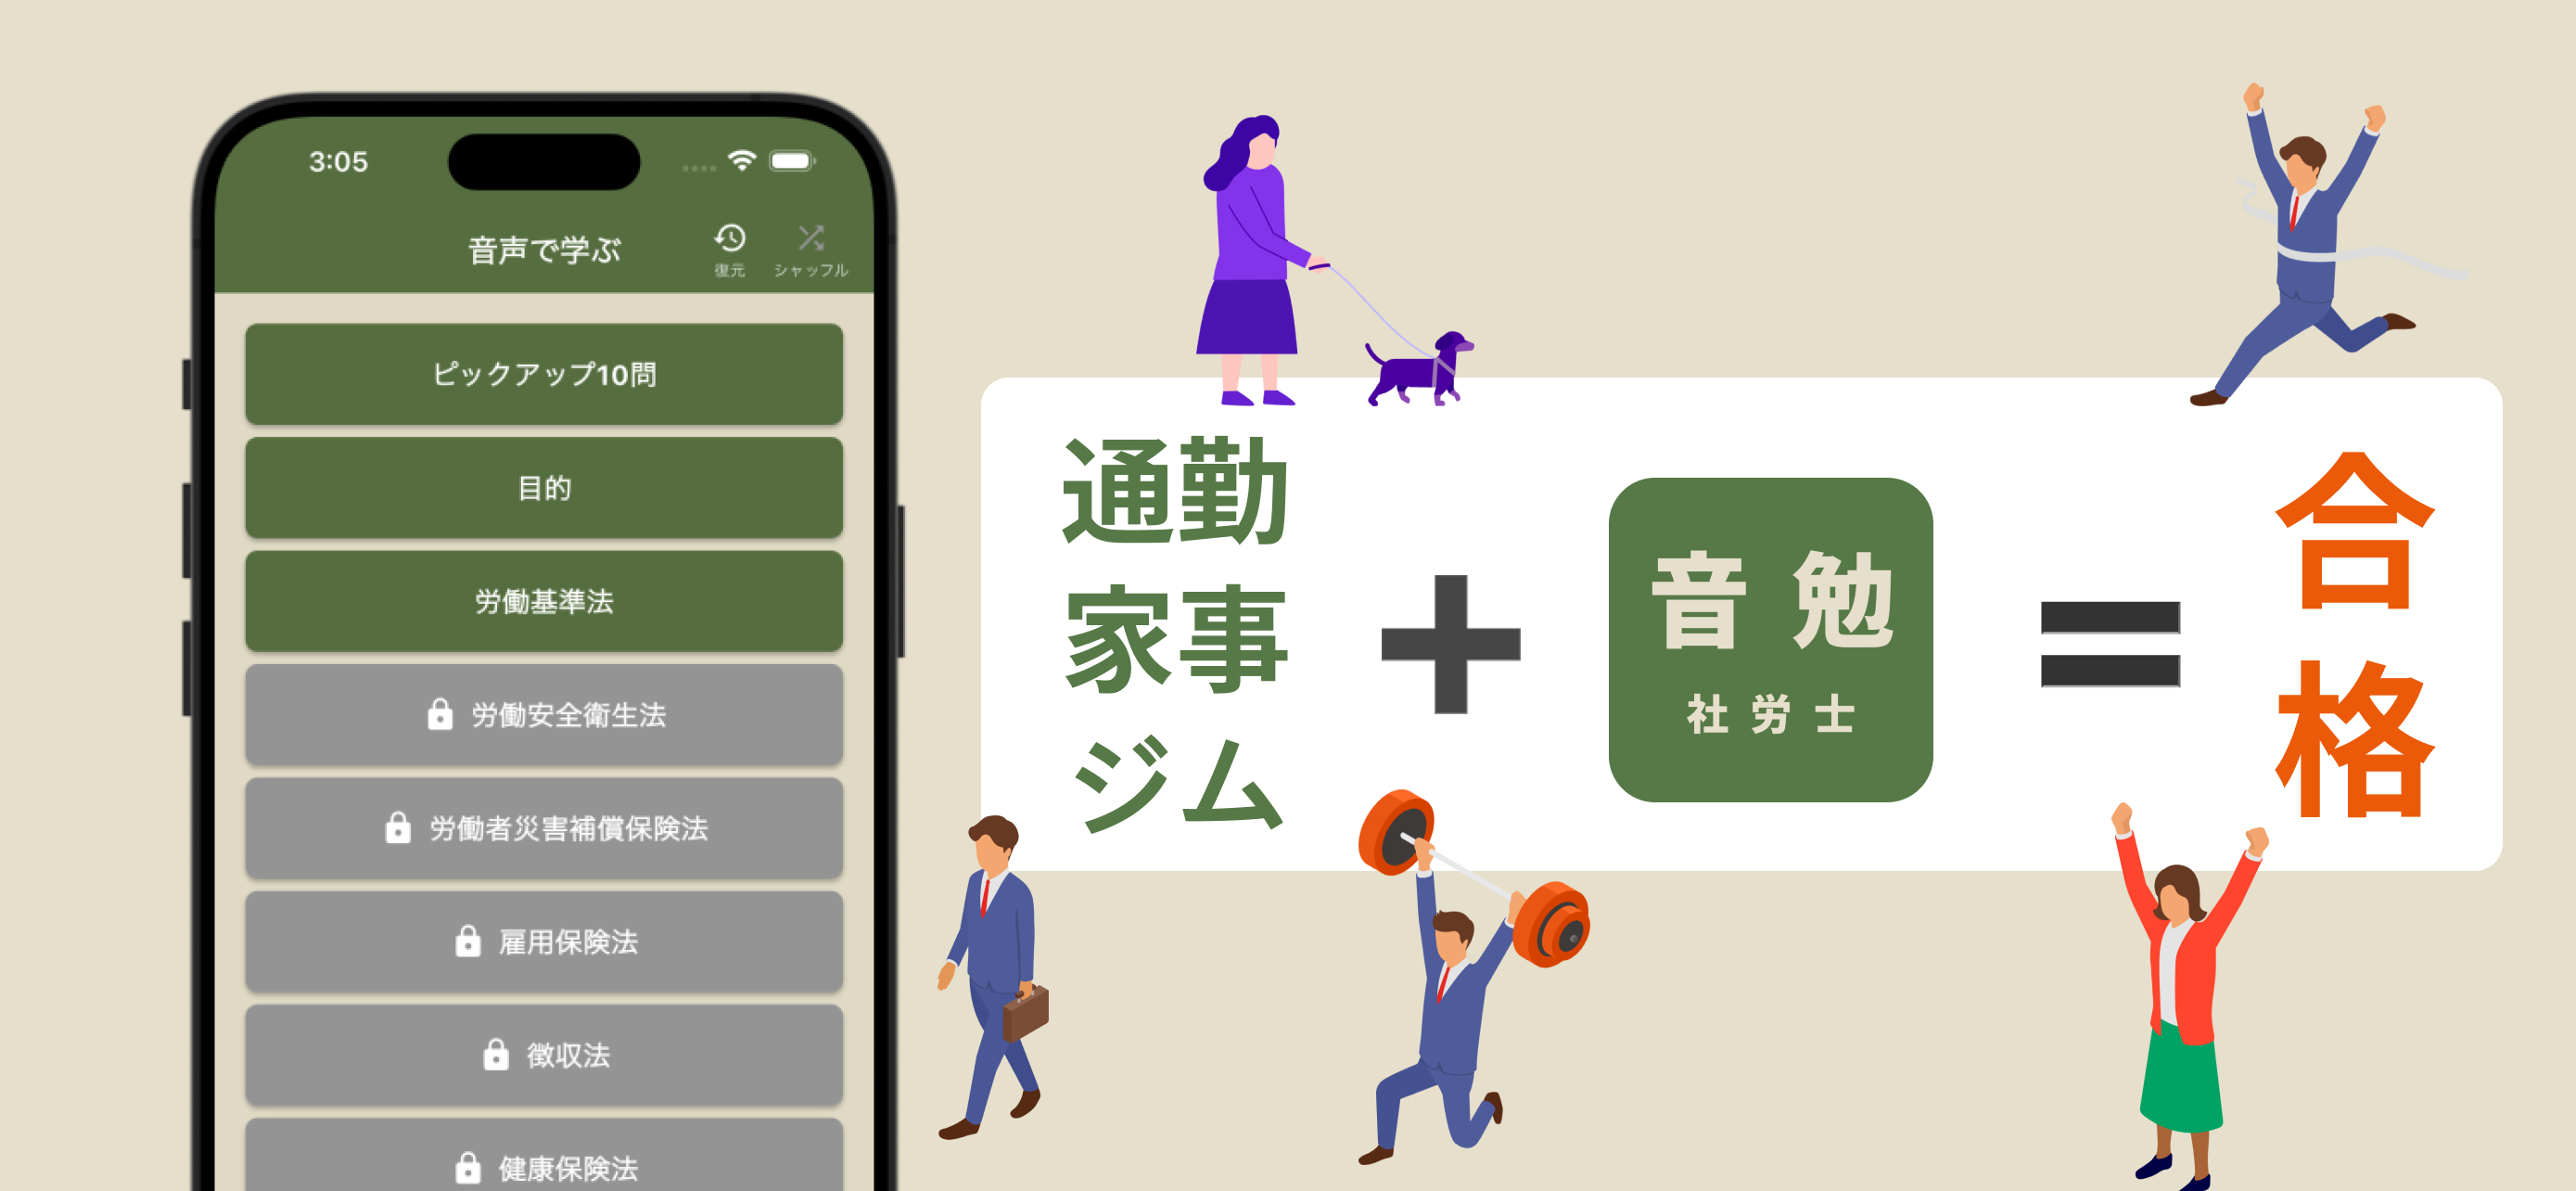 3:05
音声で学ぶ
復元
シャッフル
ピックアップ10問
目的
労働基準法
労働安全衛生法
労働者災害補償保険法
雇用保険法
徴収法
健康保険法
通勤
家事
ジム
+
音勉
社労士
=
合格